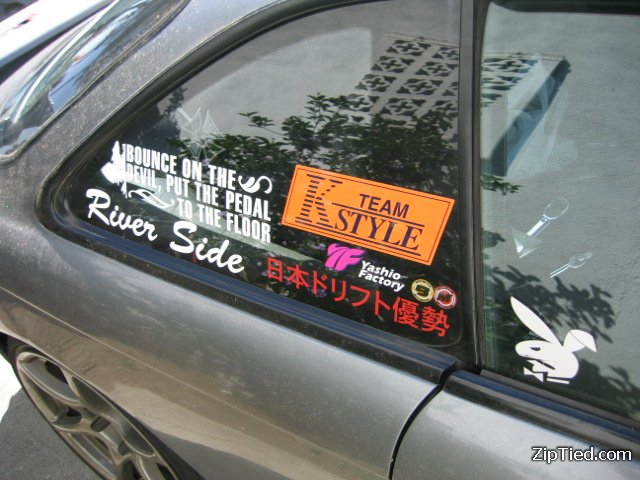 BOUNCE ON THE
DEVIL, PUT THE PEDAL
TO THE FLOOR
River Side
K TEAM
STYLE
YF Yashio
Factory
日本ドリフト優勢
ZipTied.com